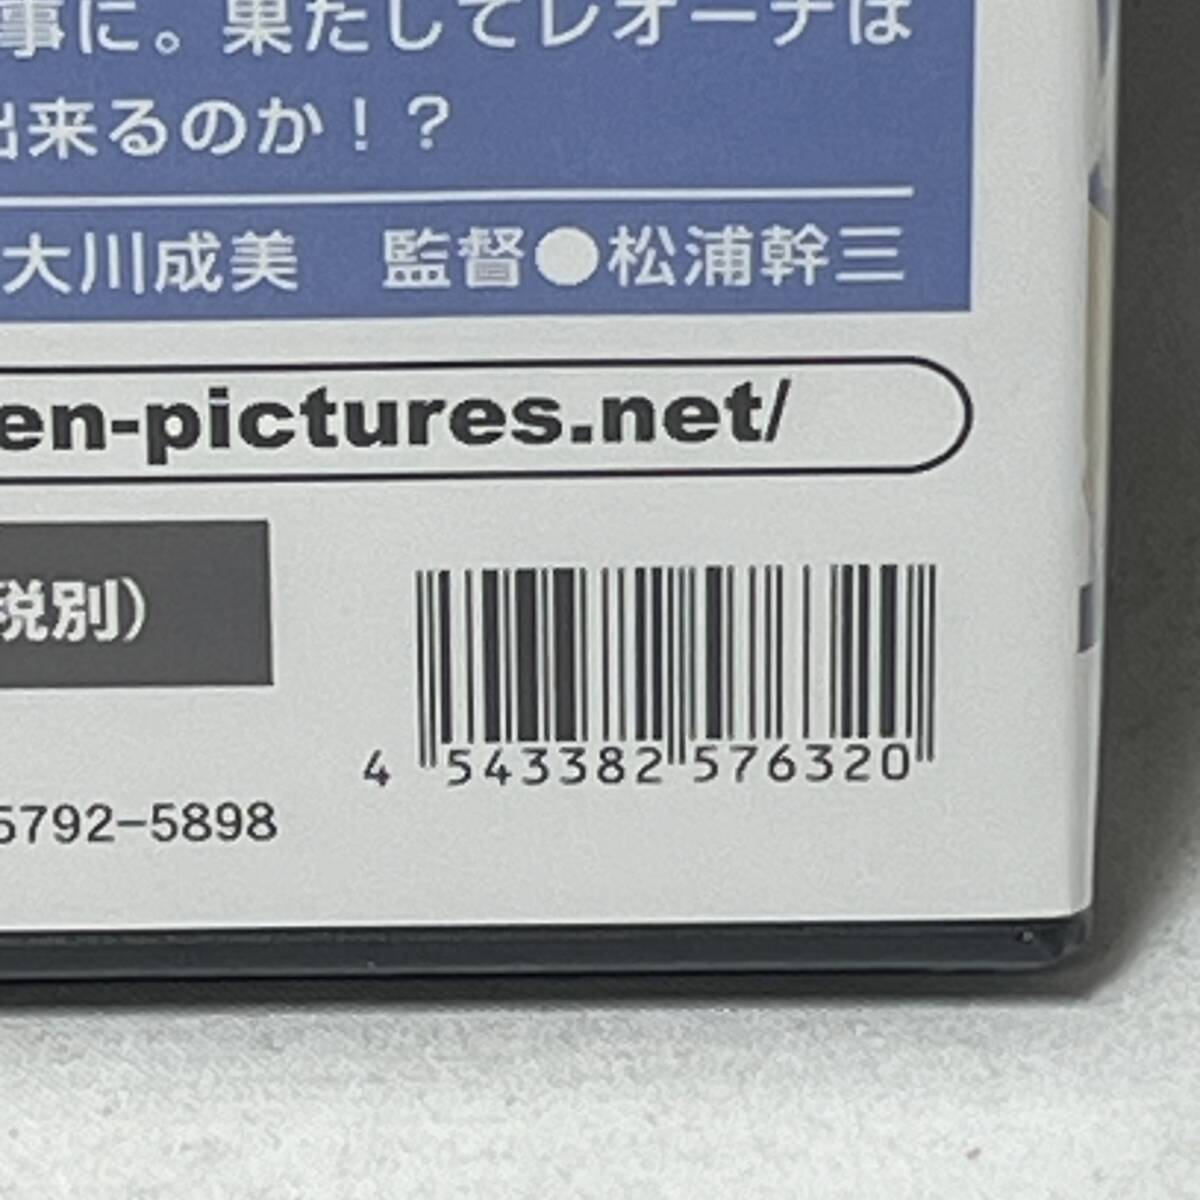 事に。果たしてレオーナは
出来るのか！？
大川成美　監督●松浦幹三
en-pictures.net/
税別）
4 543382 576320
5792-5898